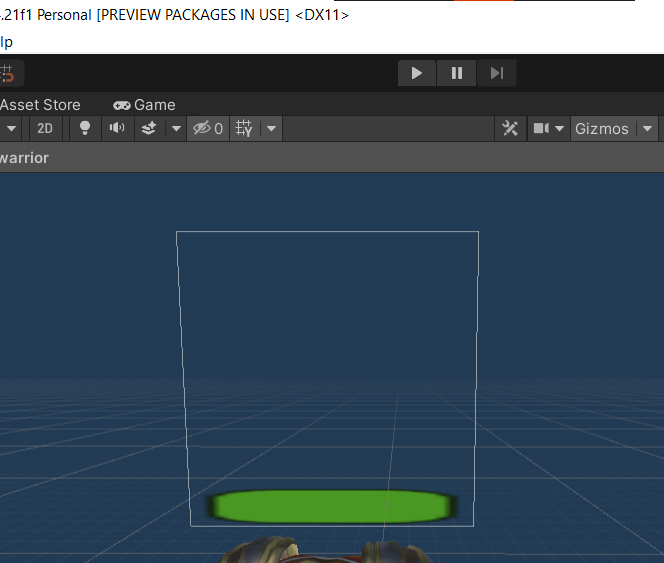 .21f1 Personal [PREVIEW PACKAGES IN USE] <DX11>
lp
Asset Store Game
2D 0 Y Gizmos
warrior